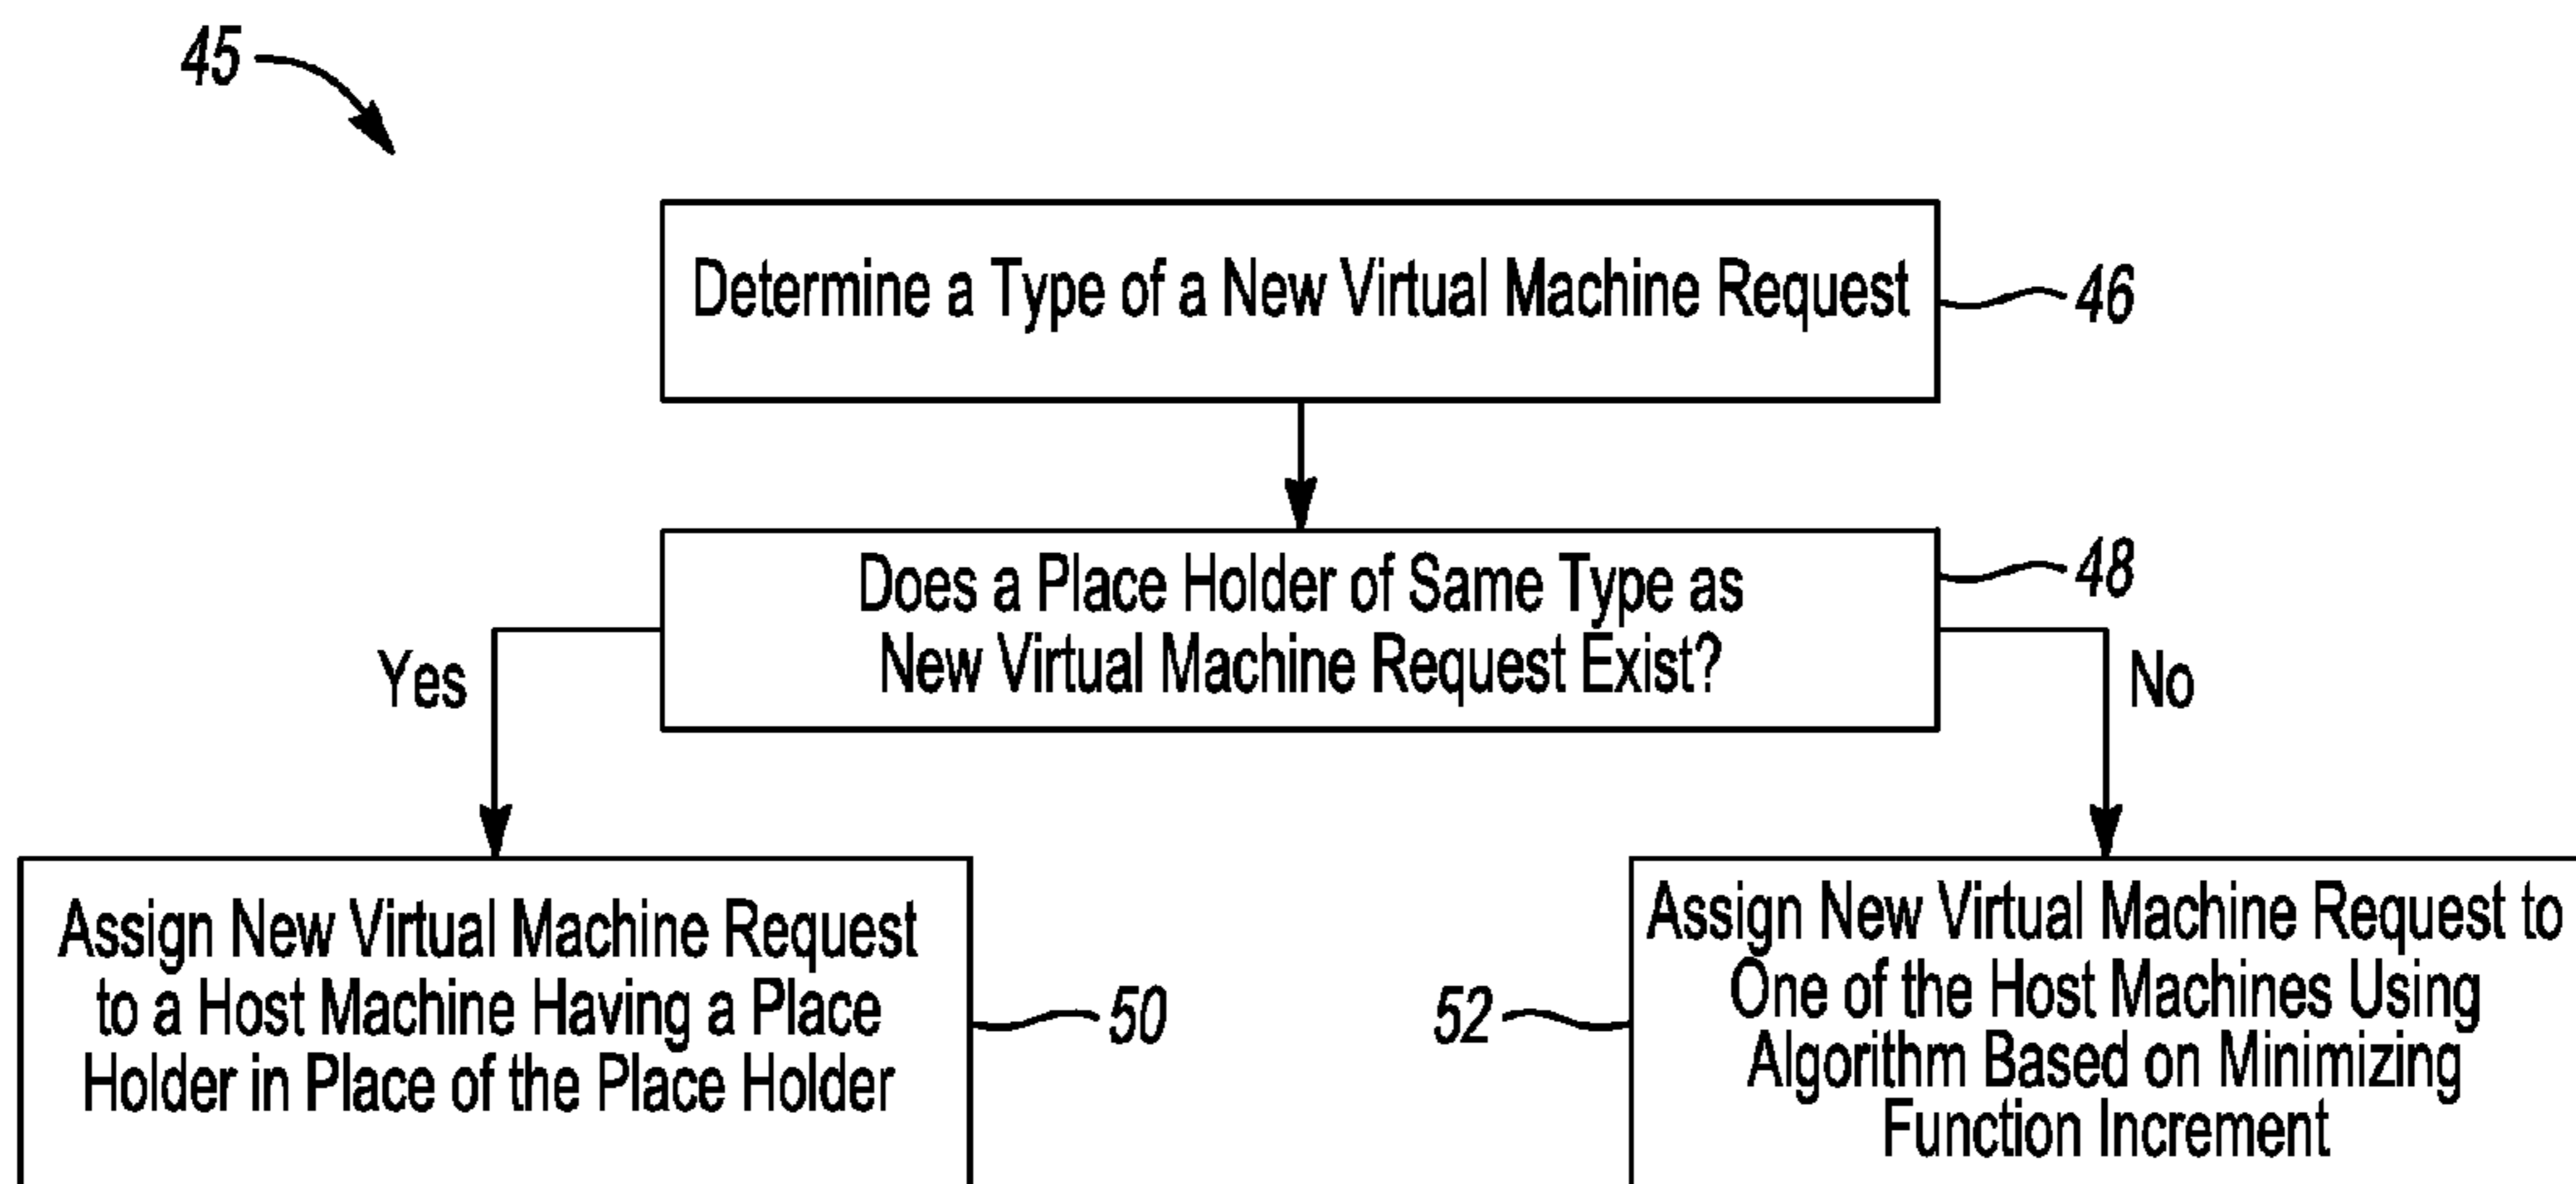 45
Determine a Type of a New Virtual Machine Request
46
Does a Place Holder of Same Type as
New Virtual Machine Request Exist?
48
Yes
No
Assign New Virtual Machine Request
to a Host Machine Having a Place
Holder in Place of the Place Holder
50
52
Assign New Virtual Machine Request to
One of the Host Machines Using
Algorithm Based on Minimizing
Function Increment